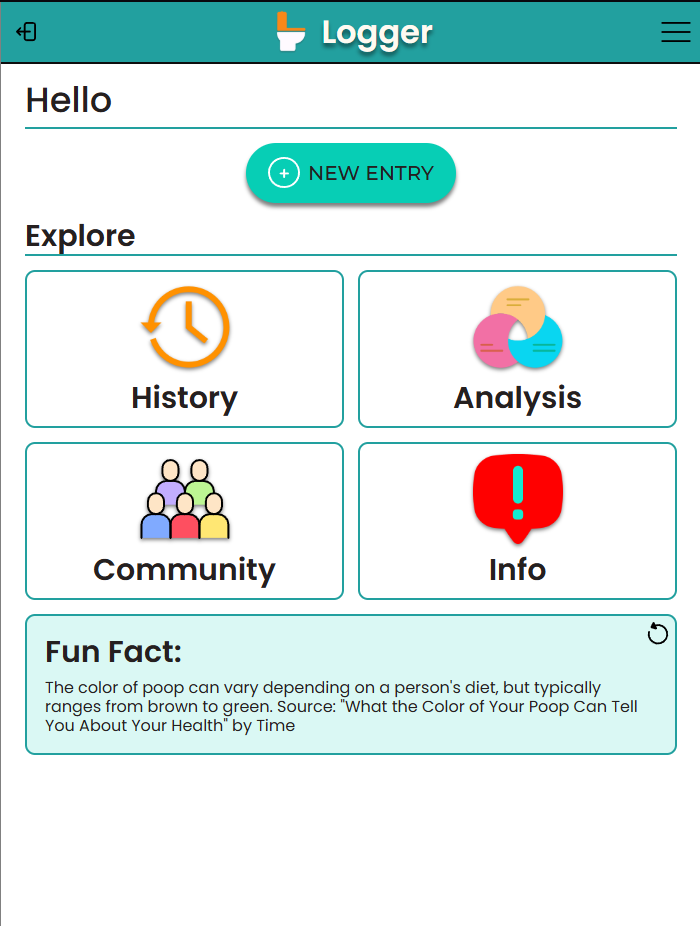 Logger
Hello
NEW ENTRY
Explore
History
Analysis
Community
Info
Fun Fact:
The color of poop can vary depending on a person's diet, but typically
ranges from brown to green. Source: "What the Color of Your Poop Can Tell
You About Your Health" by Time